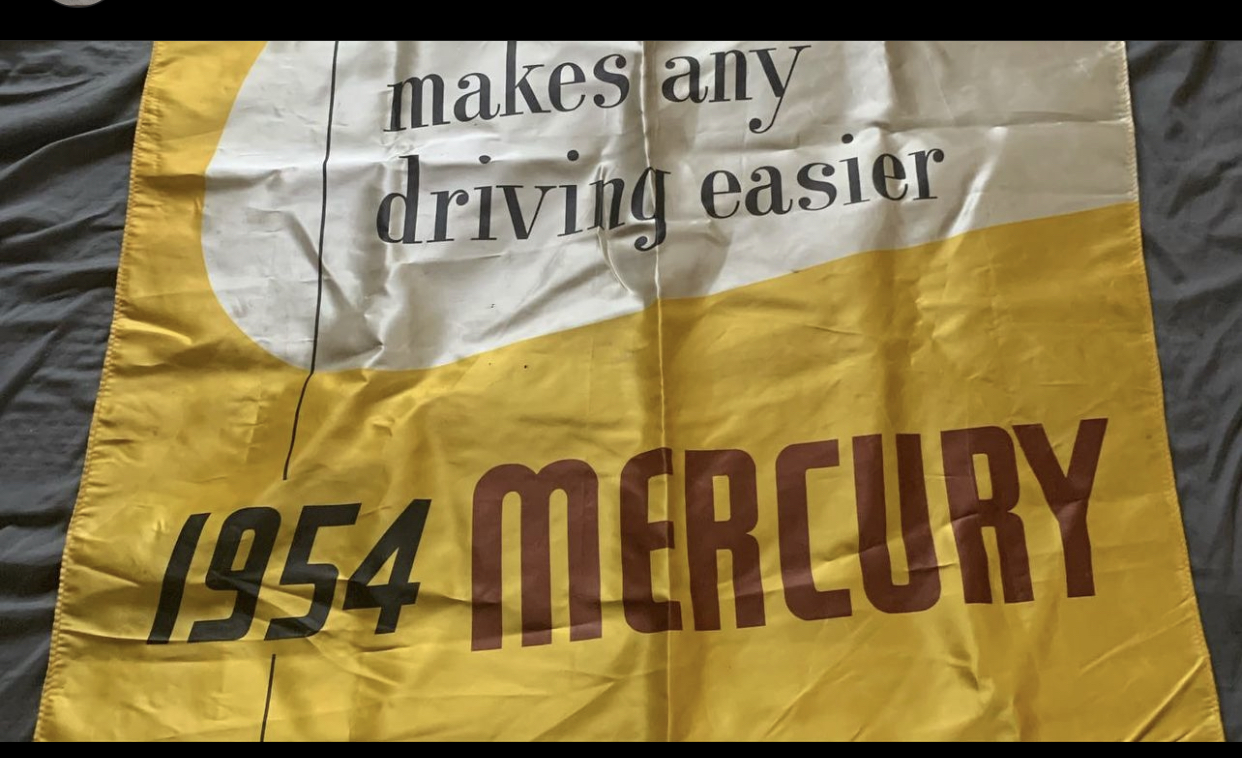 makes any
driving easier
1954 MERCURY